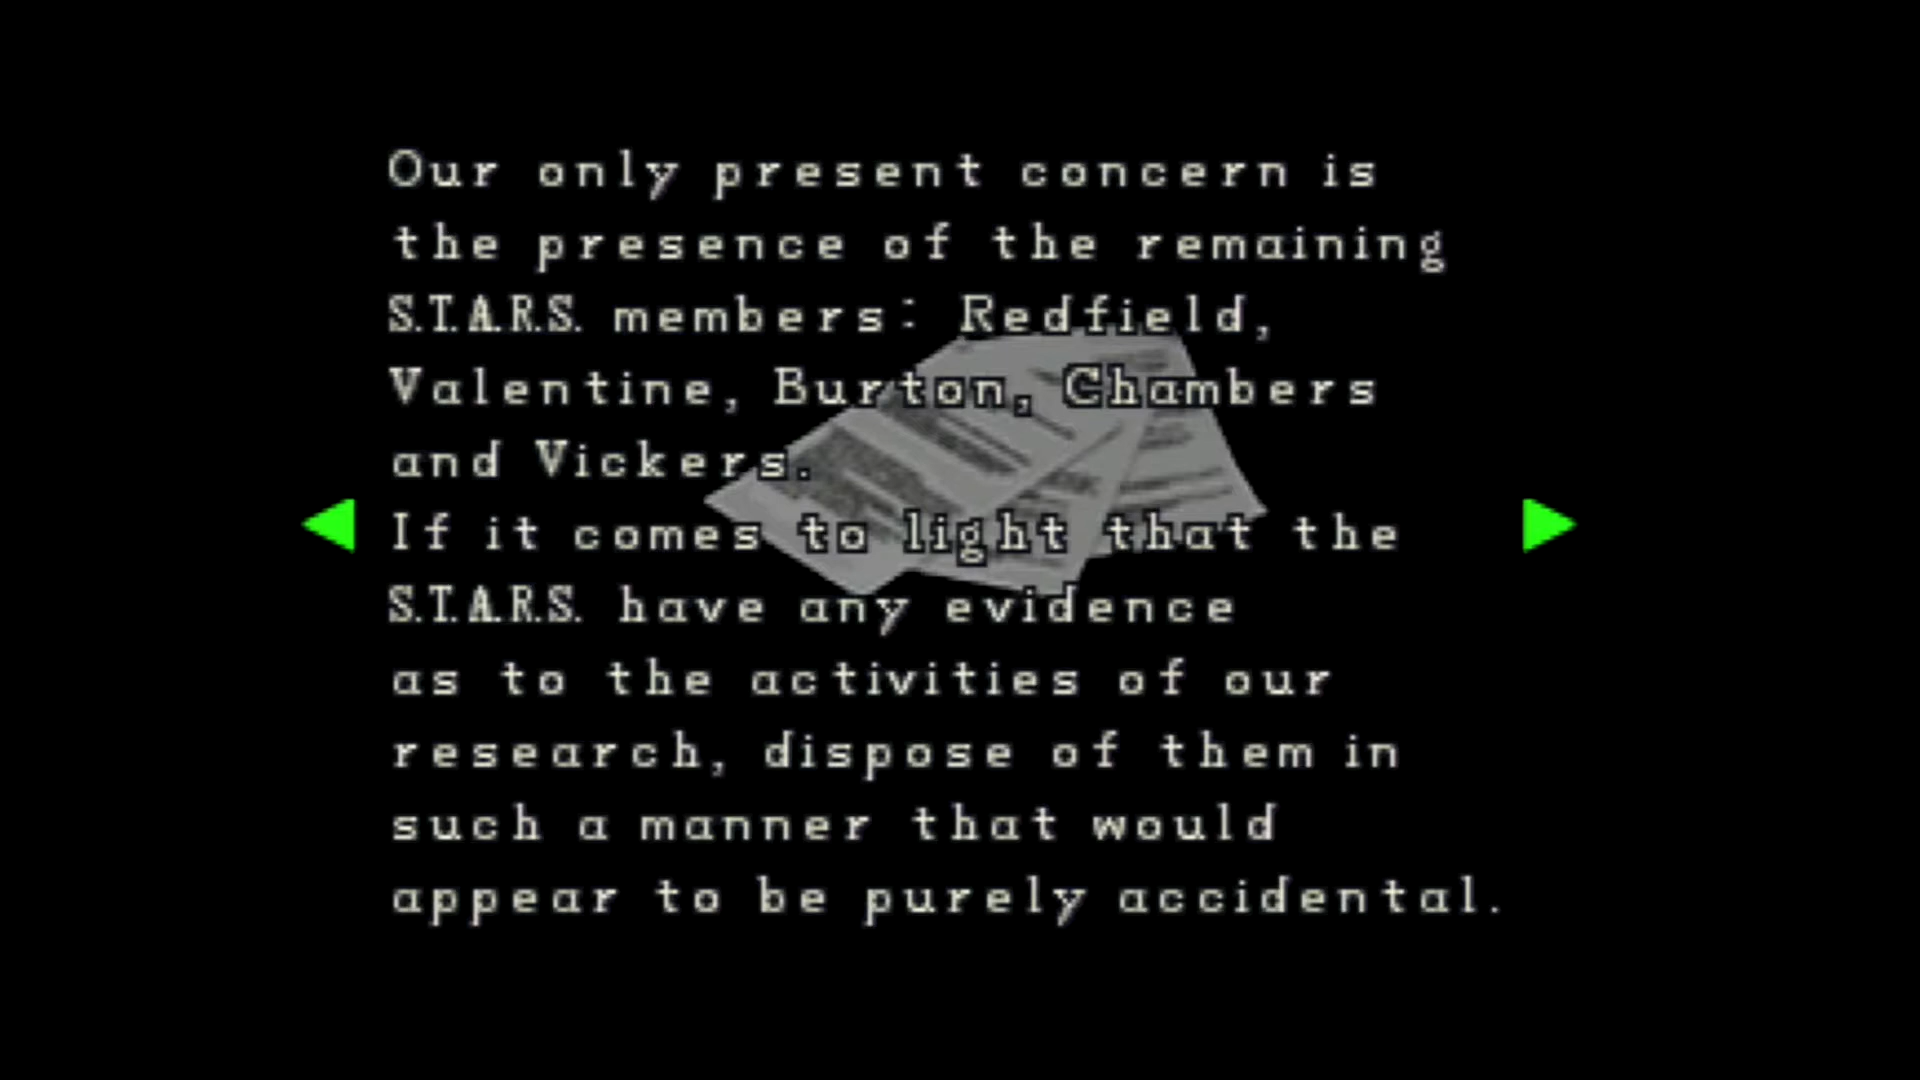 Our only present concern is
the presence of the remaining
S.T.A.R.S. members: Redfield,
Valentine, Burton, Chambers
and Vickers.
If it comes to light that the
S.T.A.R.S. have any evidence
as to the activities of our
research, dispose of them in
such a manner that would
appear to be purely accidental.